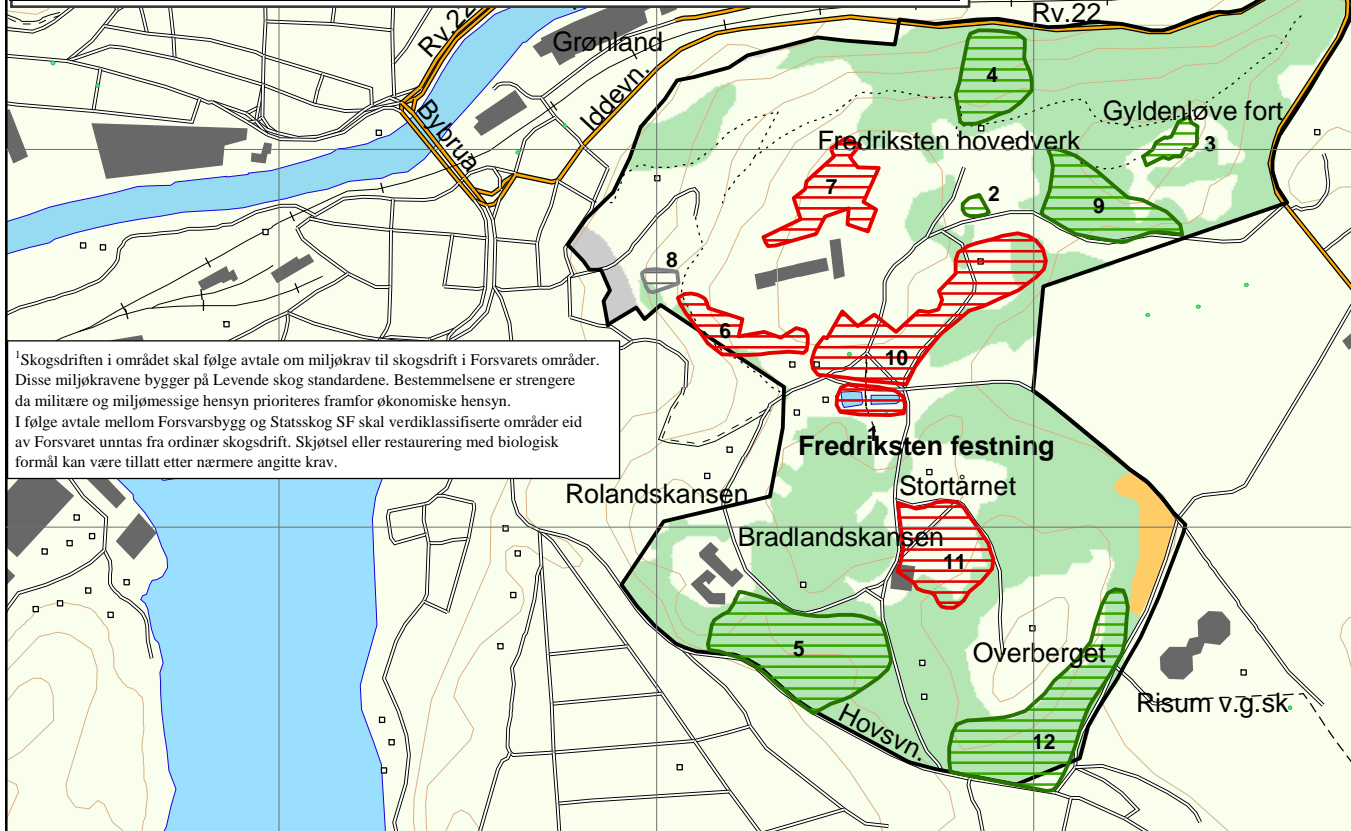 Rv.22
Rv.22
Grønland
Iddevn.
Bybrua
4
Gyldenløve fort
3
Fredriksten hovedverk
7
2
9
8
6
10
1
Fredriksten festning
¹Skogsdriften i området skal følge avtale om miljøkrav til skogsdrift i Forsvarets områder.
Disse miljøkravene bygger på Levende skog standardene. Bestemmelsene er strengere
da militære og miljømessige hensyn prioriteres framfor økonomiske hensyn.
I følge avtale mellom Forsvarsbygg og Statsskog SF skal verdiklassifiserte områder eid
av Forsvaret unntas fra ordinær skogsdrift. Skjøtsel eller restaurering med biologisk
formål kan være tillatt etter nærmere angitte krav.
Rolandskansen
Stortårnet
Bradlandskansen
11
5
Overberget
Risum v.g.sk
Hovsvn.
12